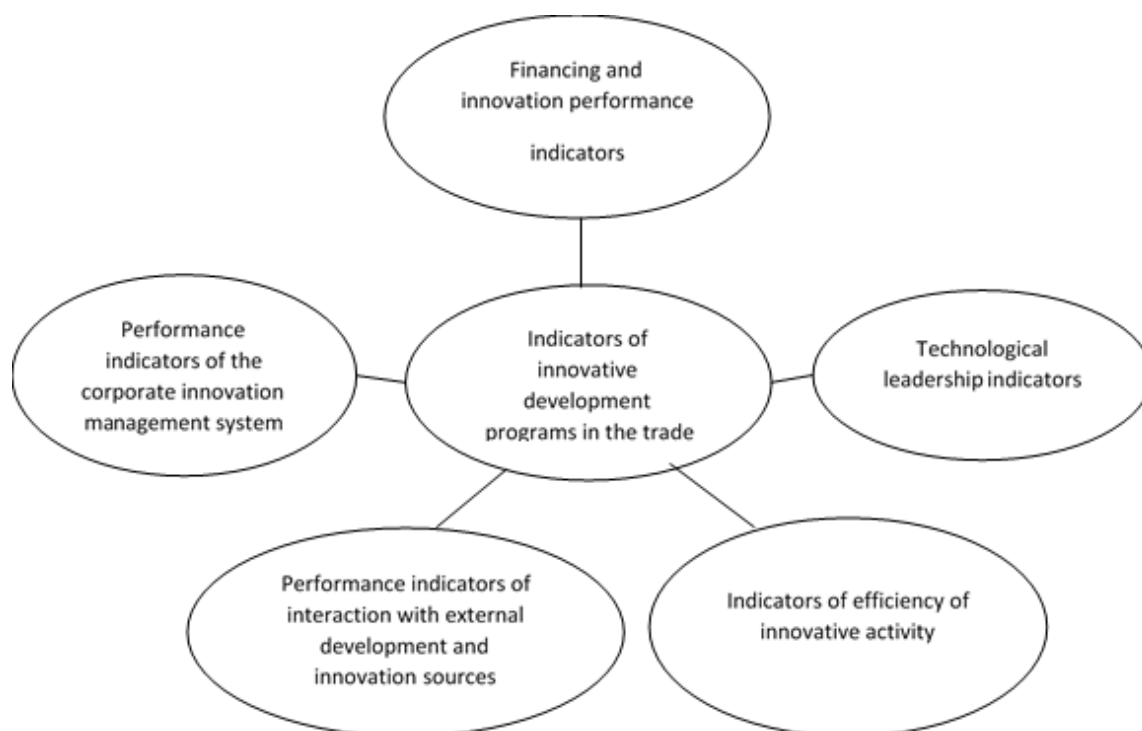 Financing and
innovation performance
indicators
Performance
indicators of the
corporate innovation
management system
Indicators of
innovative
development
programs in the trade
Technological
leadership indicators
Performance indicators of
interaction with external
development and
innovation sources
Indicators of efficiency of
innovative activity